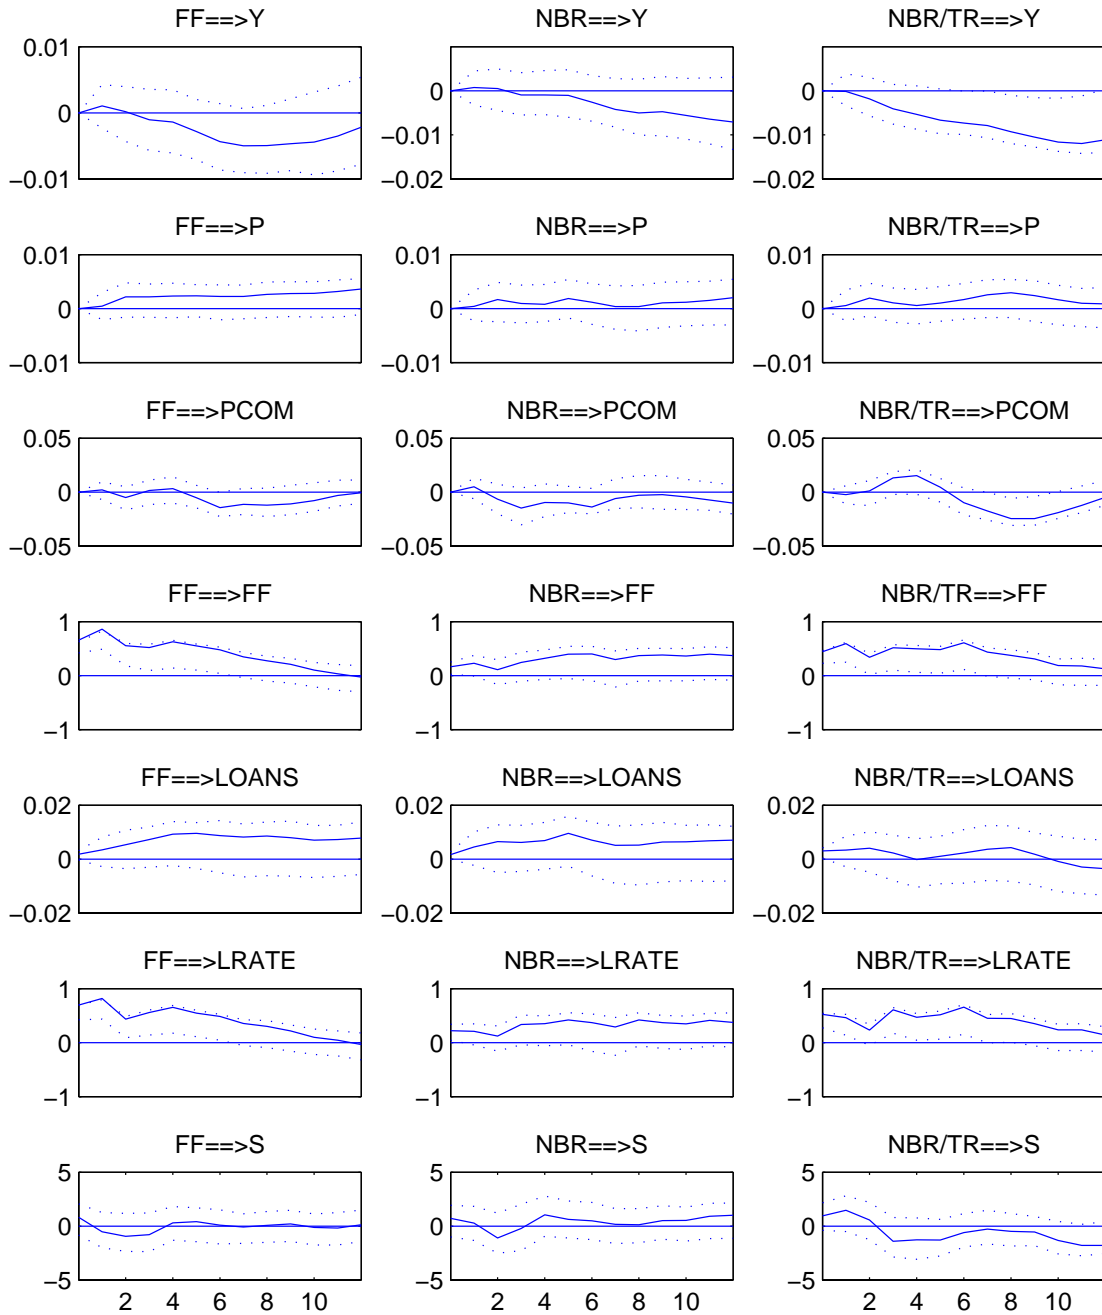 FF==>Y NBR==>Y NBR/TR==>Y
0.01
0 0 0
−0.01 −0.01
−0.01 −0.02 −0.02
FF==>P NBR==>P NBR/TR==>P
0.01 0.01 0.01
0 0 0
−0.01 −0.01 −0.01
FF==>PCOM NBR==>PCOM NBR/TR==>PCOM
0.05 0.05 0.05
0 0 0
−0.05 −0.05 −0.05
FF==>FF NBR==>FF NBR/TR==>FF
1 1 1
0 0 0
−1 −1 −1
FF==>LOANS NBR==>LOANS NBR/TR==>LOANS
0.02 0.02 0.02
0 0 0
−0.02 −0.02 −0.02
FF==>LRATE NBR==>LRATE NBR/TR==>LRATE
1 1 1
0 0 0
−1 −1 −1
FF==>S NBR==>S NBR/TR==>S
5 5 5
0 0 0
−5 −5 −5
2 4 6 8 10 2 4 6 8 10 2 4 6 8 10